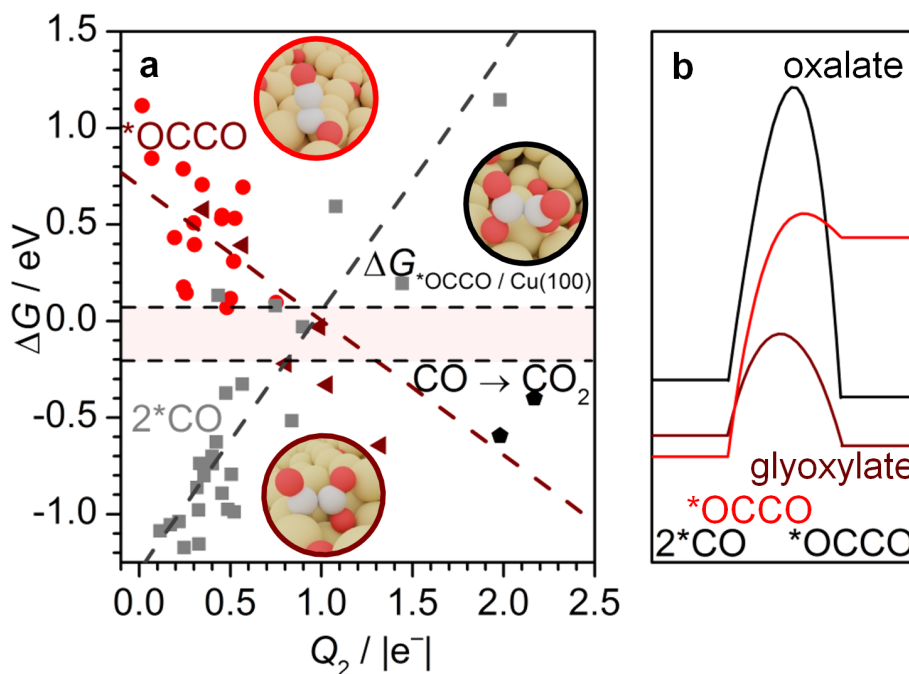 a
b
1.5
1.0
0.5
0.0
-0.5
-1.0
ΔG / eV
*OCCO
2*CO
ΔG*OCCO / Cu(100)
CO → CO₂
0.0 0.5 1.0 1.5 2.0 2.5
Q₂ / |e⁻|
oxalate
glyoxylate
*OCCO
2*CO *OCCO